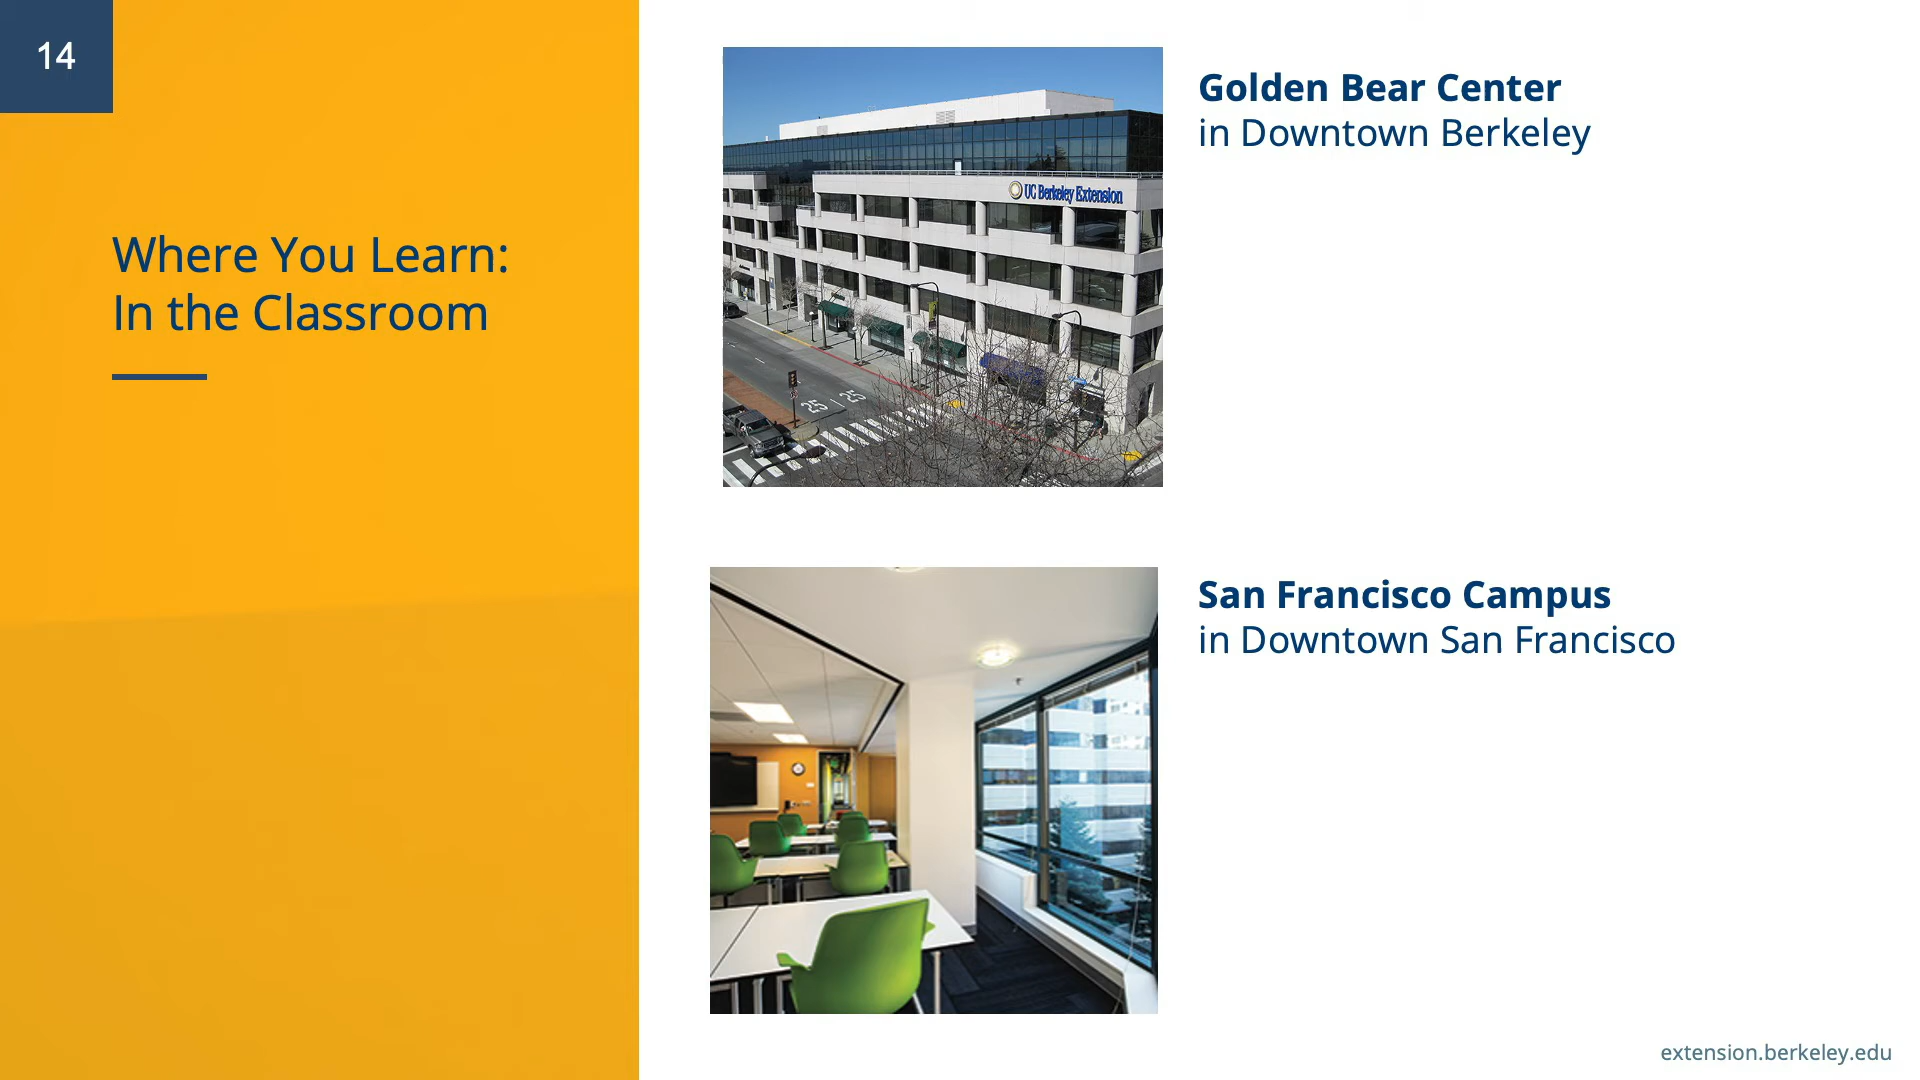 14
Where You Learn:
In the Classroom
Golden Bear Center
in Downtown Berkeley
UC Berkeley Extension
25 25
San Francisco Campus
in Downtown San Francisco
extension.berkeley.edu